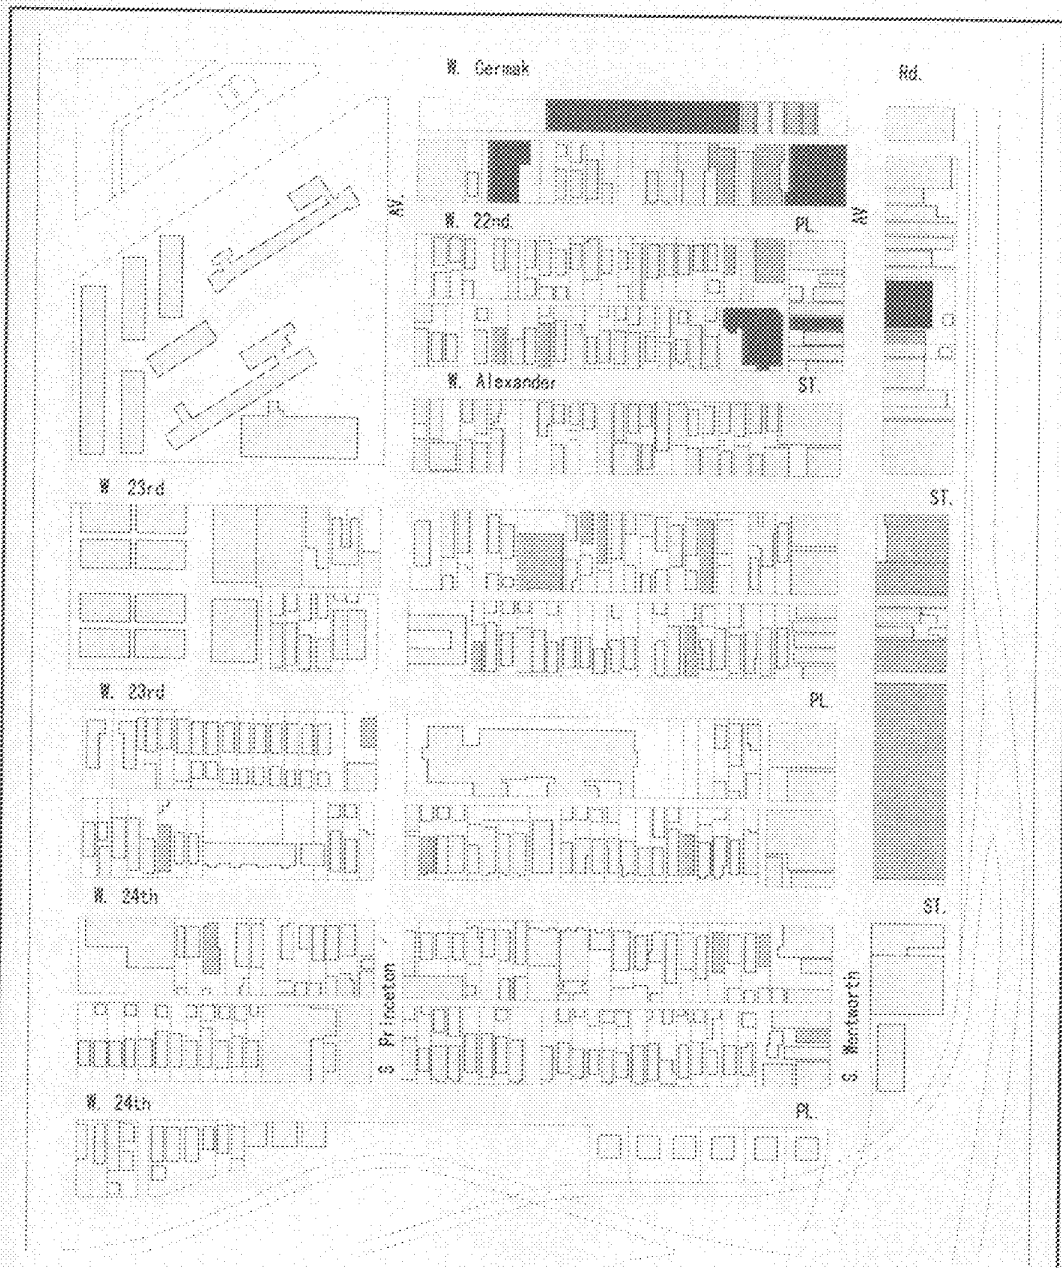 W. Cermak Rd.
AV.
W. 22nd PL.
AV
W. Alexander ST.
W 23rd ST.
W. 23rd PL.
W. 24th ST.
S Princeton
S. Wentworth
W. 24th PL.